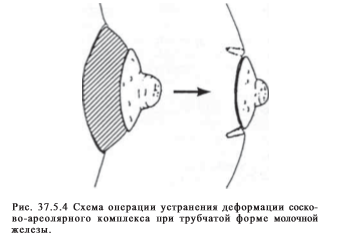 Рис. 37.5.4 Схема операции устранения деформации соско-
во-ареолярного комплекса при трубчатой форме молочной
железы.